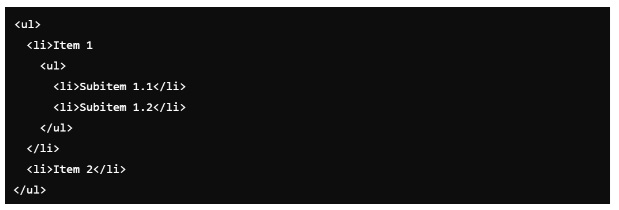 <ul>
  <li>Item 1
    <ul>
      <li>Subitem 1.1</li>
      <li>Subitem 1.2</li>
    </ul>
  </li>
  <li>Item 2</li>
</ul>